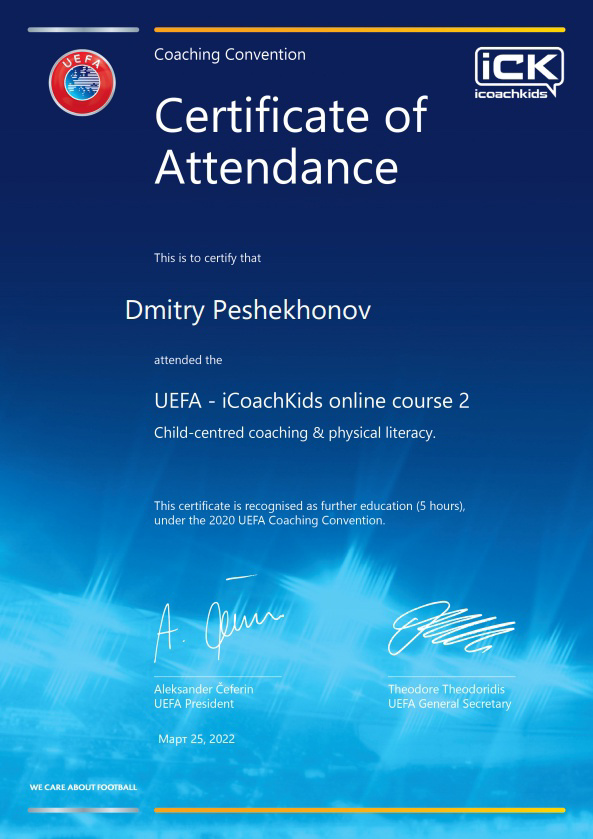 Coaching Convention
UEFA
iCK
icoachkids
Certificate of
Attendance
This is to certify that
Dmitry Peshekhonov
attended the
UEFA - iCoachKids online course 2
Child-centred coaching & physical literacy.
This certificate is recognised as further education (5 hours),
under the 2020 UEFA Coaching Convention.
Aleksander Čeferin
UEFA President
Theodore Theodoridis
UEFA General Secretary
Март 25, 2022
WE CARE ABOUT FOOTBALL